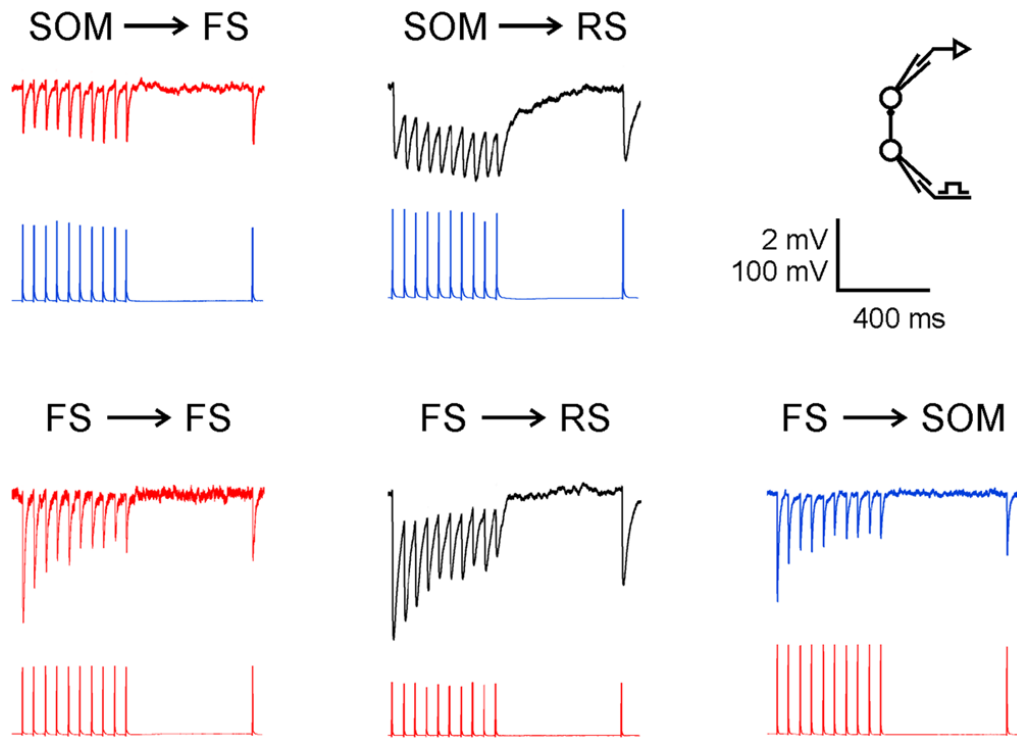 SOM → FS
SOM → RS
2 mV
100 mV
400 ms
FS → FS
FS → RS
FS → SOM